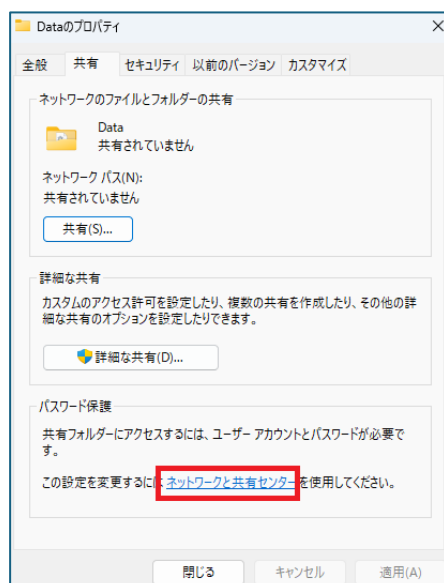 Dataのプロパティ
全般 共有 セキュリティ 以前のバージョン カスタマイズ
ネットワークのファイルとフォルダーの共有
Data
共有されていません
ネットワーク パス(N):
共有されていません
共有(S)...
詳細な共有
カスタムのアクセス許可を設定したり、複数の共有を作成したり、その他の詳
細な共有のオプションを設定したりできます。
詳細な共有(D)...
パスワード保護
共有フォルダーにアクセスするには、ユーザー アカウントとパスワードが必要で
す。
この設定を変更するには ネットワークと共有センターを使用してください。
閉じる キャンセル 適用(A)